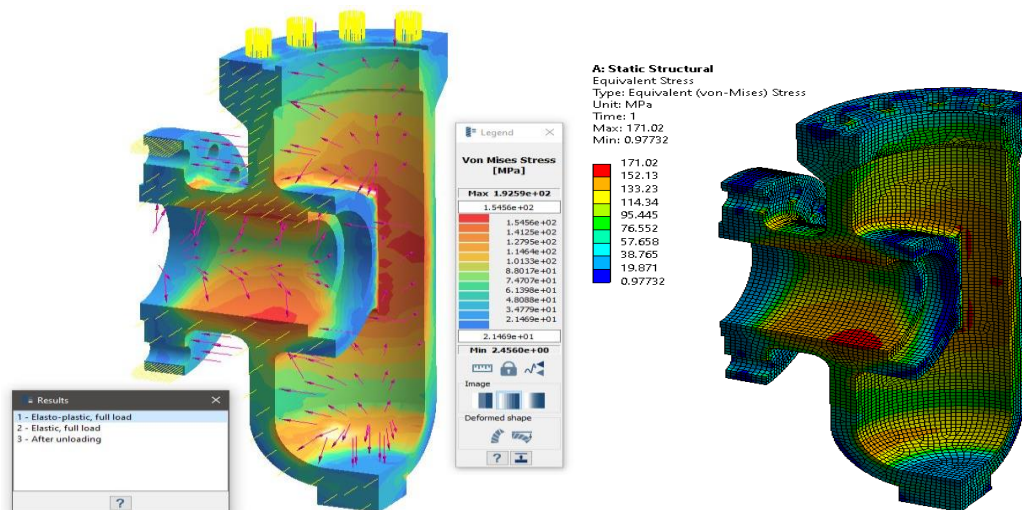 Legend
Von Mises Stress
[MPa]
Max 1.9259e+02
1.5456e+02
1.5456e+02
1.4125e+02
1.2795e+02
1.1464e+02
1.0133e+02
8.8017e+01
7.4707e+01
6.1398e+01
4.8088e+01
3.4779e+01
2.1469e+01
2.1469e+01
Min 2.4560e+00
Image
Deformed shape
?
Results
1 - Elasto-plastic, full load
2 - Elastic, full load
3 - After unloading
?
A: Static Structural
Equivalent Stress
Type: Equivalent (von-Mises) Stress
Unit: MPa
Time: 1
Max: 171.02
Min: 0.97732
171.02
152.13
133.23
114.34
95.445
76.552
57.658
38.765
19.871
0.97732